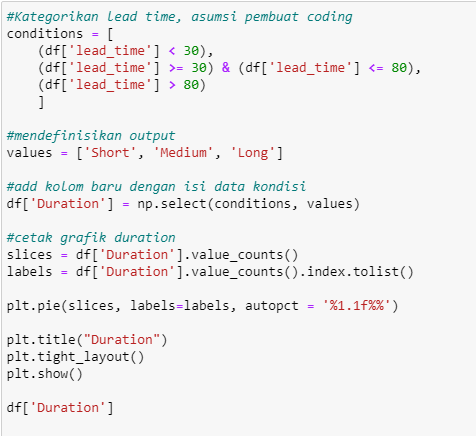 #Kategorikan Lead time, asumsi pembuat coding
conditions = [
    (df['lead_time'] < 30),
    (df['lead_time'] >= 30) & (df['lead_time'] <= 80),
    (df['lead_time'] > 80)
    ]

#mendefinisikan output
values = ['Short', 'Medium', 'Long']

#add kolom baru dengan isi data kondisi
df['Duration'] = np.select(conditions, values)

#cetak grafik duration
slices = df['Duration'].value_counts()
labels = df['Duration'].value_counts().index.tolist()

plt.pie(slices, labels=labels, autopct = '%1.1f%%')

plt.title("Duration")
plt.tight_layout()
plt.show()

df['Duration']